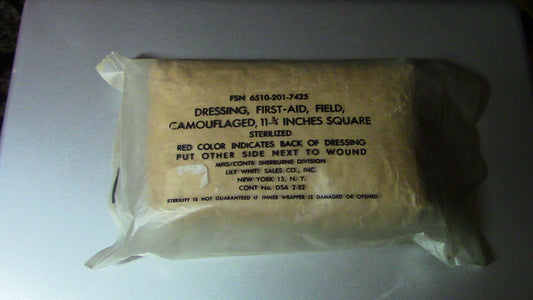 FSN 6510-201-7425
DRESSING, FIRST-AID, FIELD,
CAMOUFLAGED, 11-¾ INCHES SQUARE
STERILIZED
RED COLOR INDICATES BACK OF DRESSING
PUT OTHER SIDE NEXT TO WOUND
MFG/CONTR SHERBURNE DIVISION
LILY WHITE SALES CO., INC.
NEW YORK 13, N. Y.
CONT No. DSA 2-52
STERILITY IS NOT GUARANTEED IF INNER WRAPPER IS DAMAGED OR OPENED